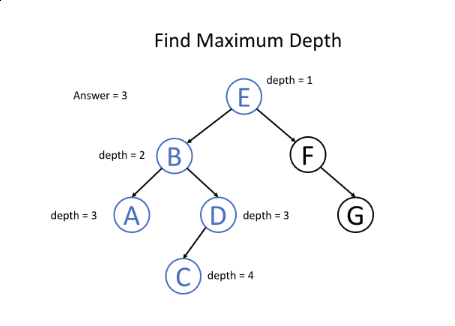 Find Maximum Depth
depth = 1
Answer = 3
E
depth = 2
B
F
depth = 3
A
D
depth = 3
G
C
depth = 4